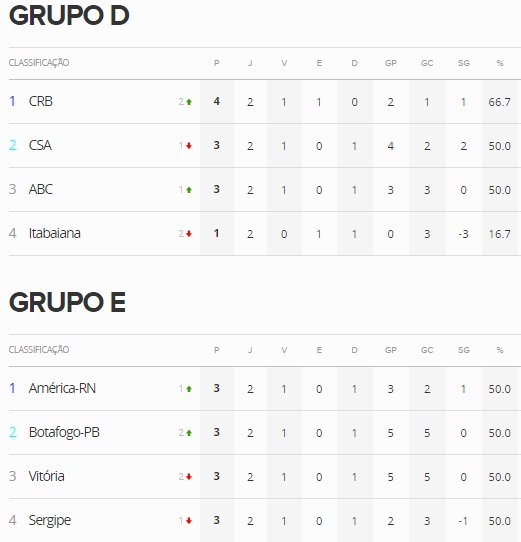 GRUPO D
CLASSIFICAÇÃO P J V E D GP GC SG %
1 CRB 2 4 2 1 1 0 2 1 1 66.7
2 CSA 1 3 2 1 0 1 4 2 2 50.0
3 ABC 1 3 2 1 0 1 3 3 0 50.0
4 Itabaiana 2 1 2 0 1 1 0 3 -3 16.7
GRUPO E
CLASSIFICAÇÃO P J V E D GP GC SG %
1 América-RN 1 3 2 1 0 1 3 2 1 50.0
2 Botafogo-PB 2 3 2 1 0 1 5 5 0 50.0
3 Vitória 2 3 2 1 0 1 5 5 0 50.0
4 Sergipe 1 3 2 1 0 1 2 3 -1 50.0